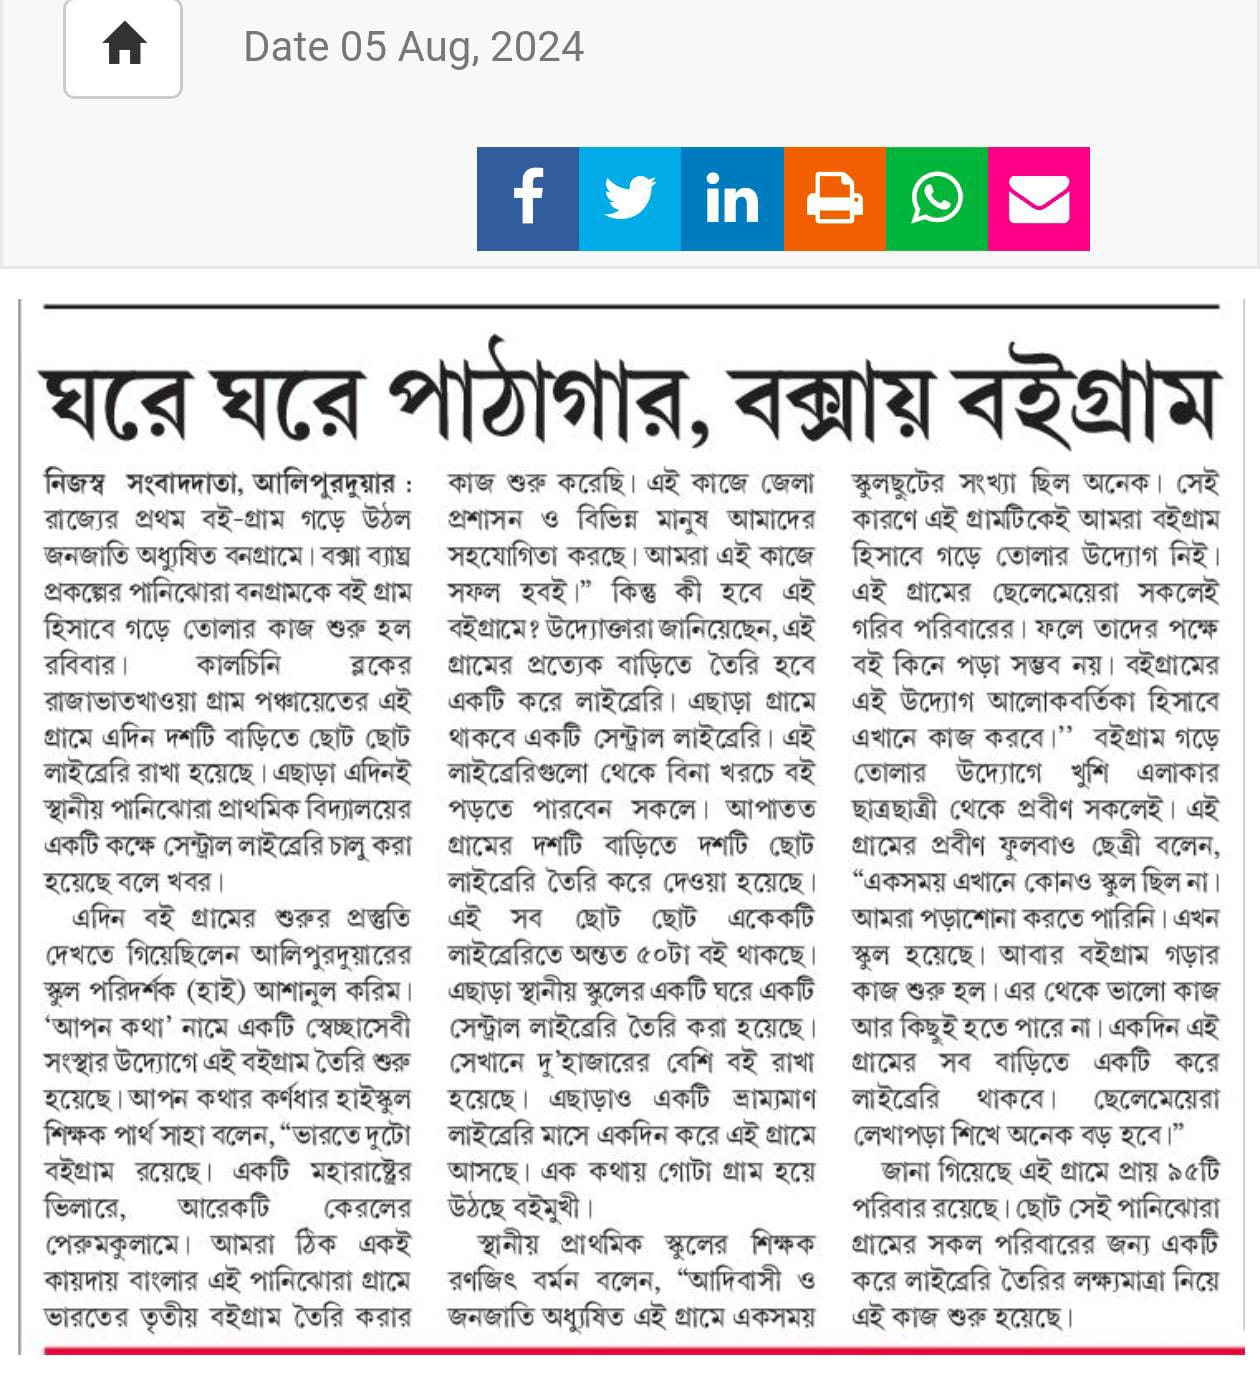 Date 05 Aug, 2024
ঘরে ঘরে পাঠাগার, বক্সায় বইগ্রাম
নিজস্ব সংবাদদাতা, আলিপুরদুয়ার :
রাজ্যের প্রথম বই-গ্রাম গড়ে উঠল
জনজাতি অধ্যুষিত বনগ্রামে। বক্সা ব্যাঘ্র
প্রকল্পের পানিঝোরা বনগ্রামকে বই গ্রাম
হিসাবে গড়ে তোলার কাজ শুরু হল
রবিবার। কালচিনি ব্লকের
রাজাভাতখাওয়া গ্রাম পঞ্চায়েতের এই
গ্রামে এদিন দশটি বাড়িতে ছোট ছোট
লাইব্রেরি রাখা হয়েছে। এছাড়া এদিনই
স্থানীয় পানিঝোরা প্রাথমিক বিদ্যালয়ের
একটি কক্ষে সেন্ট্রাল লাইব্রেরি চালু করা
হয়েছে বলে খবর।
এদিন বই গ্রামের শুরুর প্রস্তুতি
দেখতে গিয়েছিলেন আলিপুরদুয়ারের
স্কুল পরিদর্শক (হাই) আশানুল করিম।
‘আপন কথা’ নামে একটি স্বেচ্ছাসেবী
সংস্থার উদ্যোগে এই বইগ্রাম তৈরি শুরু
হয়েছে। আপন কথার কর্ণধার হাইস্কুল
শিক্ষক পার্থ সাহা বলেন, “ভারতে দুটো
বইগ্রাম রয়েছে। একটি মহারাষ্ট্রের
ভিলারে, আরেকটি কেরলের
পেরুমকুলামে। আমরা ঠিক একই
কায়দায় বাংলার এই পানিঝোরা গ্রামে
ভারতের তৃতীয় বইগ্রাম তৈরি করার
কাজ শুরু করেছি। এই কাজে জেলা
প্রশাসন ও বিভিন্ন মানুষ আমাদের
সহযোগিতা করছে। আমরা এই কাজে
সফল হবই।” কিন্তু কী হবে এই
বইগ্রামে? উদ্যোক্তারা জানিয়েছেন, এই
গ্রামের প্রত্যেক বাড়িতে তৈরি হবে
একটি করে লাইব্রেরি। এছাড়া গ্রামে
থাকবে একটি সেন্ট্রাল লাইব্রেরি। এই
লাইব্রেরিগুলো থেকে বিনা খরচে বই
পড়তে পারবেন সকলে। আপাতত
গ্রামের দশটি বাড়িতে দশটি ছোট
লাইব্রেরি তৈরি করে দেওয়া হয়েছে।
এই সব ছোট ছোট একেকটি
লাইব্রেরিতে অন্তত ৫০টা বই থাকছে।
এছাড়া স্থানীয় স্কুলের একটি ঘরে একটি
সেন্ট্রাল লাইব্রেরি তৈরি করা হয়েছে।
সেখানে দু’হাজারের বেশি বই রাখা
হয়েছে। এছাড়াও একটি ভ্রাম্যমাণ
লাইব্রেরি মাসে একদিন করে এই গ্রামে
আসছে। এক কথায় গোটা গ্রাম হয়ে
উঠছে বইমুখী।
স্থানীয় প্রাথমিক স্কুলের শিক্ষক
রণজিৎ বর্মন বলেন, “আদিবাসী ও
জনজাতি অধ্যুষিত এই গ্রামে একসময়
স্কুলছুটের সংখ্যা ছিল অনেক। সেই
কারণে এই গ্রামটিকেই আমরা বইগ্রাম
হিসাবে গড়ে তোলার উদ্যোগ নিই।
এই গ্রামের ছেলেমেয়েরা সকলেই
গরিব পরিবারের। ফলে তাদের পক্ষে
বই কিনে পড়া সম্ভব নয়। বইগ্রামের
এই উদ্যোগ আলোকবর্তিকা হিসাবে
এখানে কাজ করবে।’’ বইগ্রাম গড়ে
তোলার উদ্যোগে খুশি এলাকার
ছাত্রছাত্রী থেকে প্রবীণ সকলেই। এই
গ্রামের প্রবীণ ফুলবাও ছেত্রী বলেন,
“একসময় এখানে কোনও স্কুল ছিল না।
আমরা পড়াশোনা করতে পারিনি। এখন
স্কুল হয়েছে। আবার বইগ্রাম গড়ার
কাজ শুরু হল। এর থেকে ভালো কাজ
আর কিছুই হতে পারে না। একদিন এই
গ্রামের সব বাড়িতে একটি করে
লাইব্রেরি থাকবে। ছেলেমেয়েরা
লেখাপড়া শিখে অনেক বড় হবে।”
জানা গিয়েছে এই গ্রামে প্রায় ৯৫টি
পরিবার রয়েছে। ছোট সেই পানিঝোরা
গ্রামের সকল পরিবারের জন্য একটি
করে লাইব্রেরি তৈরির লক্ষ্যমাত্রা নিয়ে
এই কাজ শুরু হয়েছে।